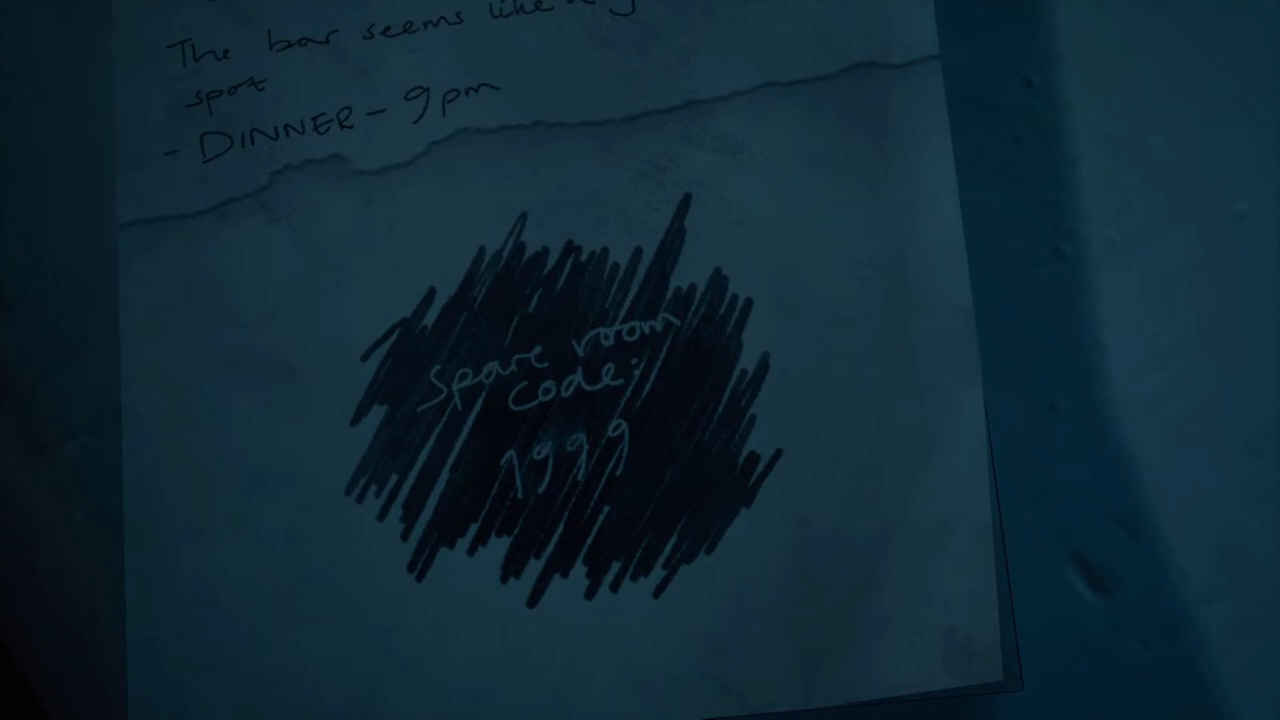 The bar seems like a
spot
- DINNER - 9pm
Spare room
code:
1999